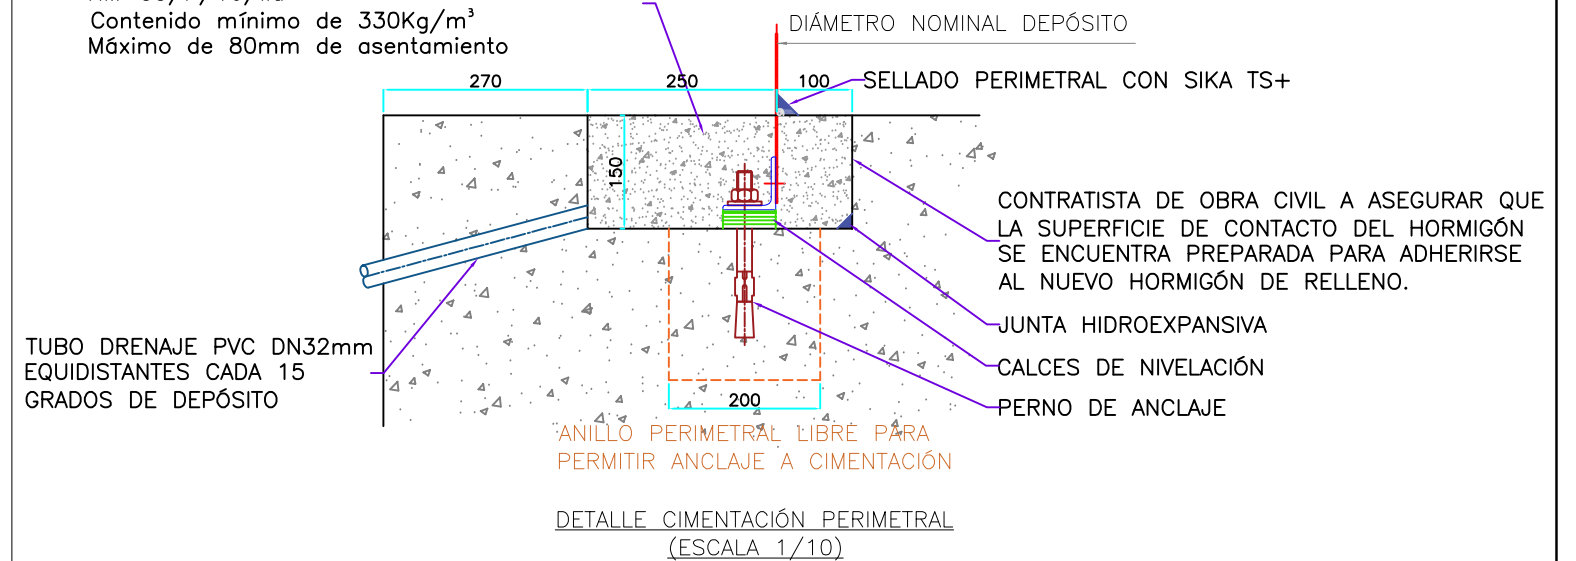 Contenido mínimo de 330Kg/m³
Máximo de 80mm de asentamiento
DIÁMETRO NOMINAL DEPÓSITO
270
250
100
SELLADO PERIMETRAL CON SIKA TS+
150
CONTRATISTA DE OBRA CIVIL A ASEGURAR QUE
LA SUPERFICIE DE CONTACTO DEL HORMIGÓN
SE ENCUENTRA PREPARADA PARA ADHERIRSE
AL NUEVO HORMIGÓN DE RELLENO.
JUNTA HIDROEXPANSIVA
CALCES DE NIVELACIÓN
PERNO DE ANCLAJE
TUBO DRENAJE PVC DN32mm
EQUIDISTANTES CADA 15
GRADOS DE DEPÓSITO
200
ANILLO PERIMETRAL LIBRE PARA
PERMITIR ANCLAJE A CIMENTACIÓN
DETALLE CIMENTACIÓN PERIMETRAL
(ESCALA 1/10)